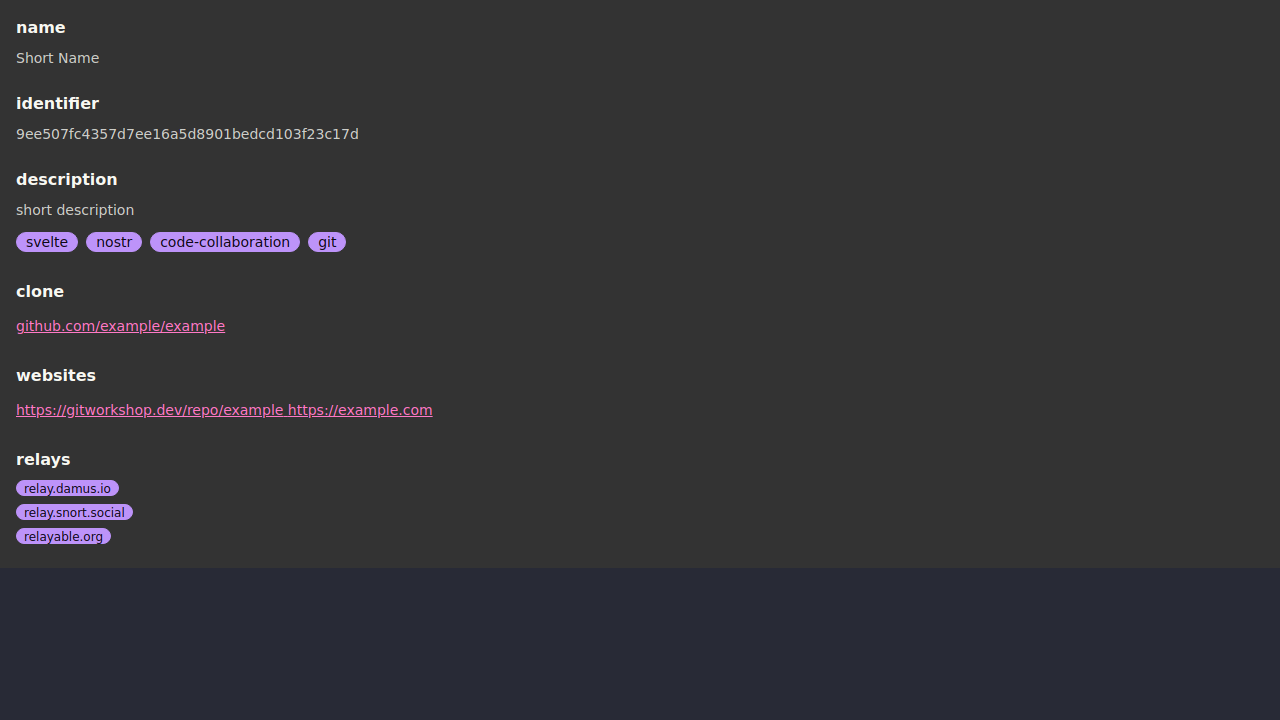 name
Short Name
identifier
9ee507fc4357d7ee16a5d8901bedcd103f23c17d
description
short description
svelte nostr code-collaboration git
clone
github.com/example/example
websites
https://gitworkshop.dev/repo/example https://example.com
relays
relay.damus.io
relay.snort.social
relayable.org